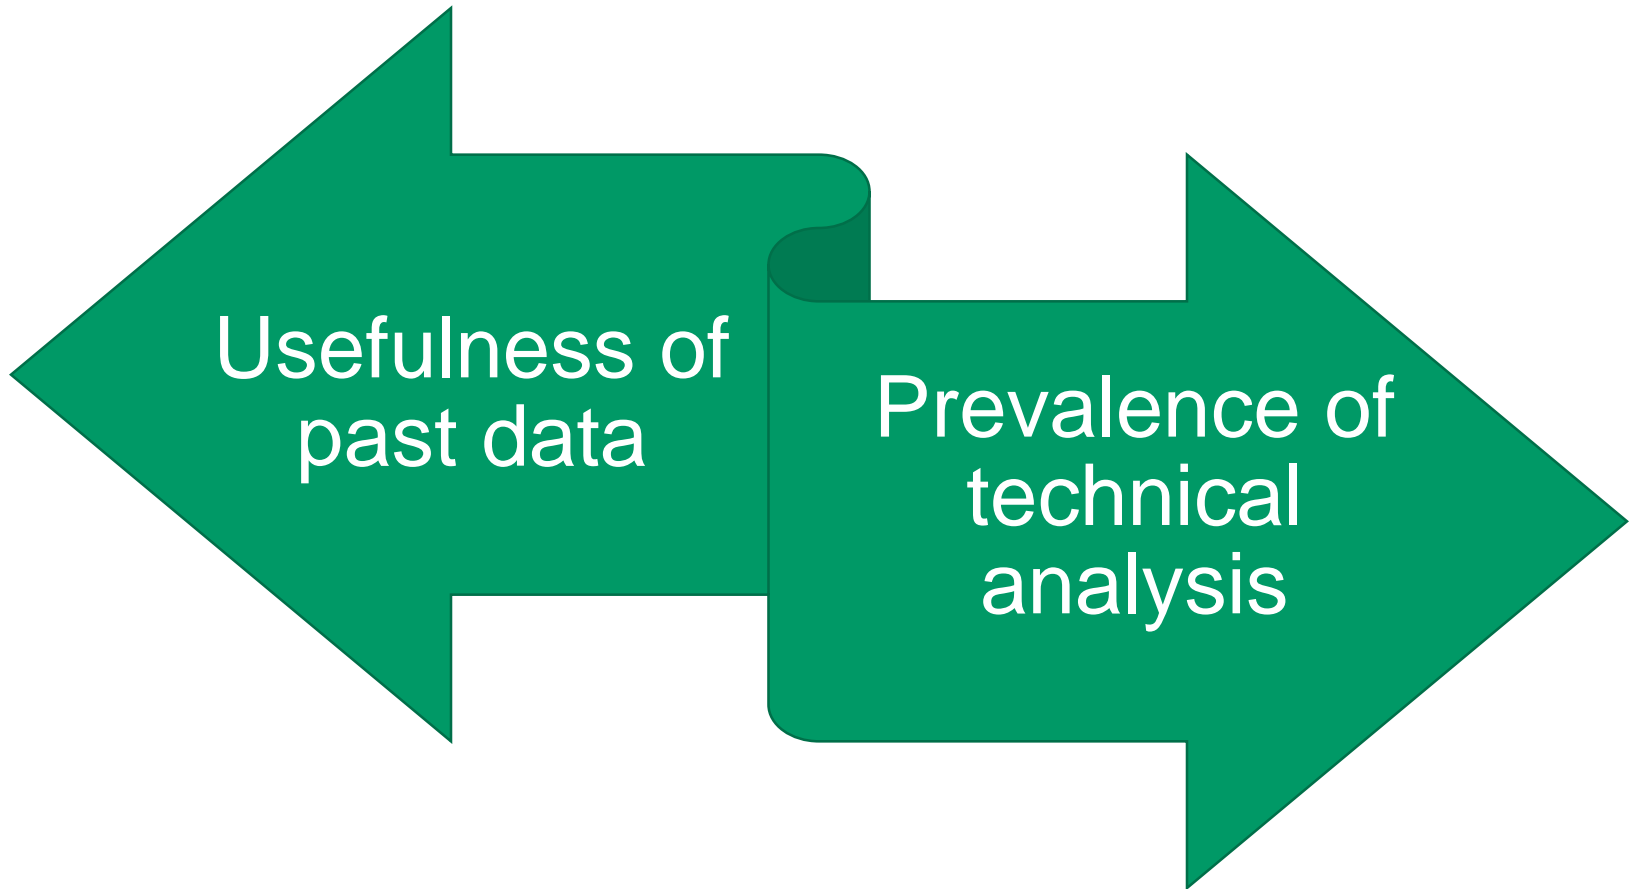 Usefulness of
past data
Prevalence of
technical
analysis